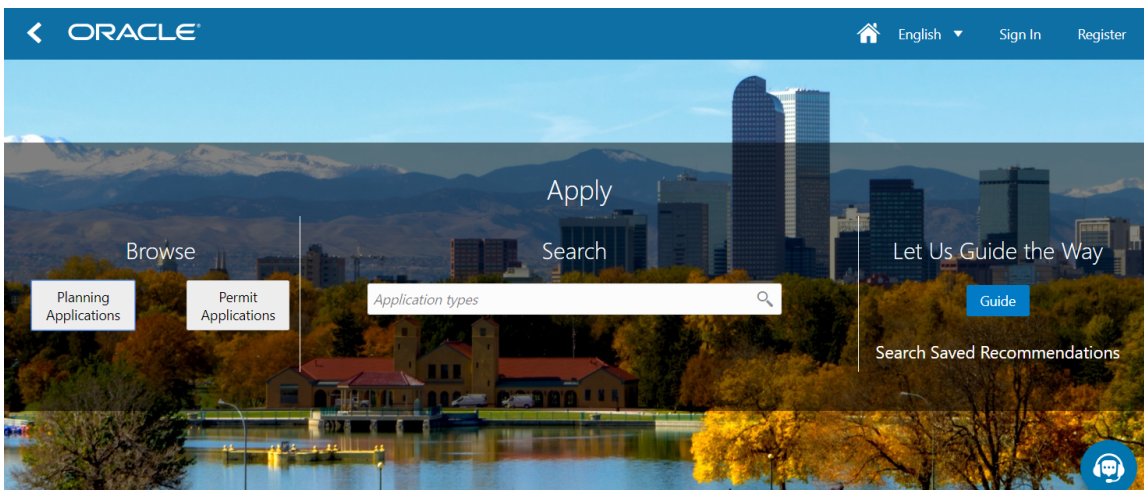 ORACLE®
English
Sign In
Register
Apply
Browse
Planning
Applications
Permit
Applications
Search
Application types
Let Us Guide the Way
Guide
Search Saved Recommendations